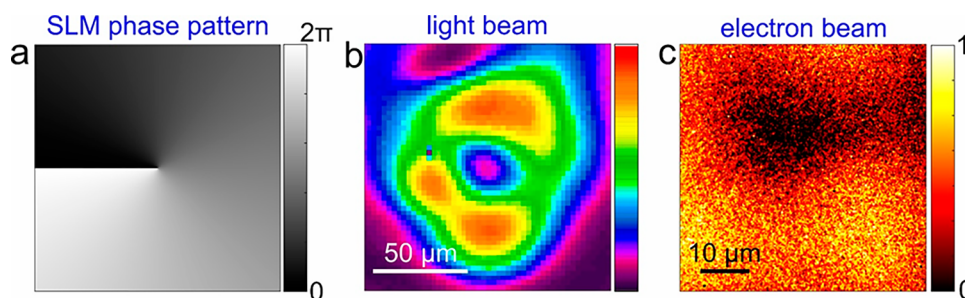 SLM phase pattern
a
2π
0
light beam
b
50 µm
electron beam
c
1
10 µm
0